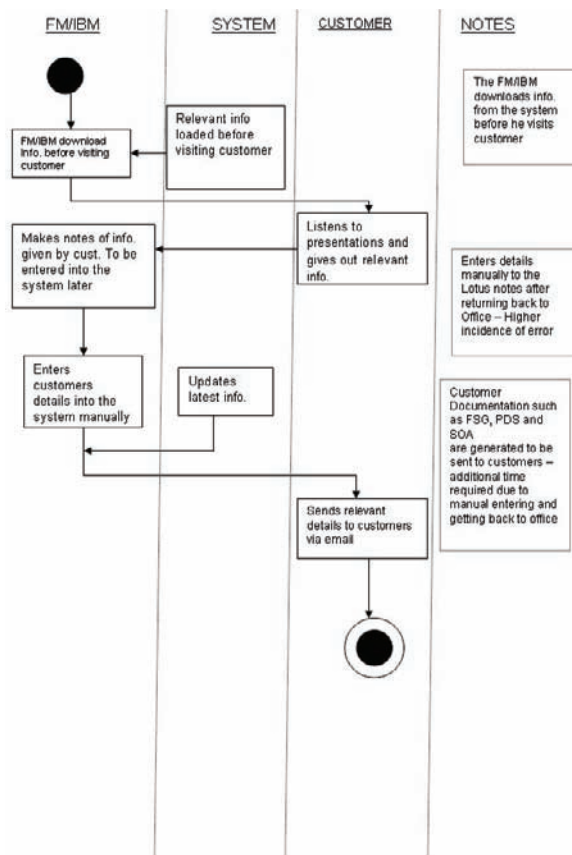 FM/IBM
SYSTEM
CUSTOMER
NOTES
The FM/IBM
downloads info.
from the system
before he visits
customer
Relevant info
loaded before
visiting customer
FM/IBM download
Info. before visiting
customer
Listens to
presentations and
gives out relevant
info.
Makes notes of info.
given by cust. To be
entered into the
system later
Enters details
manually to the
Lotus notes after
returning back to
Office – Higher
incidence of error
Enters
customers
details into the
system manually
Updates
latest info.
Customer
Documentation such
as FSG, PDS and
SOA
are generated to be
sent to customers –
additional time
required due to
manual entering and
getting back to office
Sends relevant
details to customers
via email